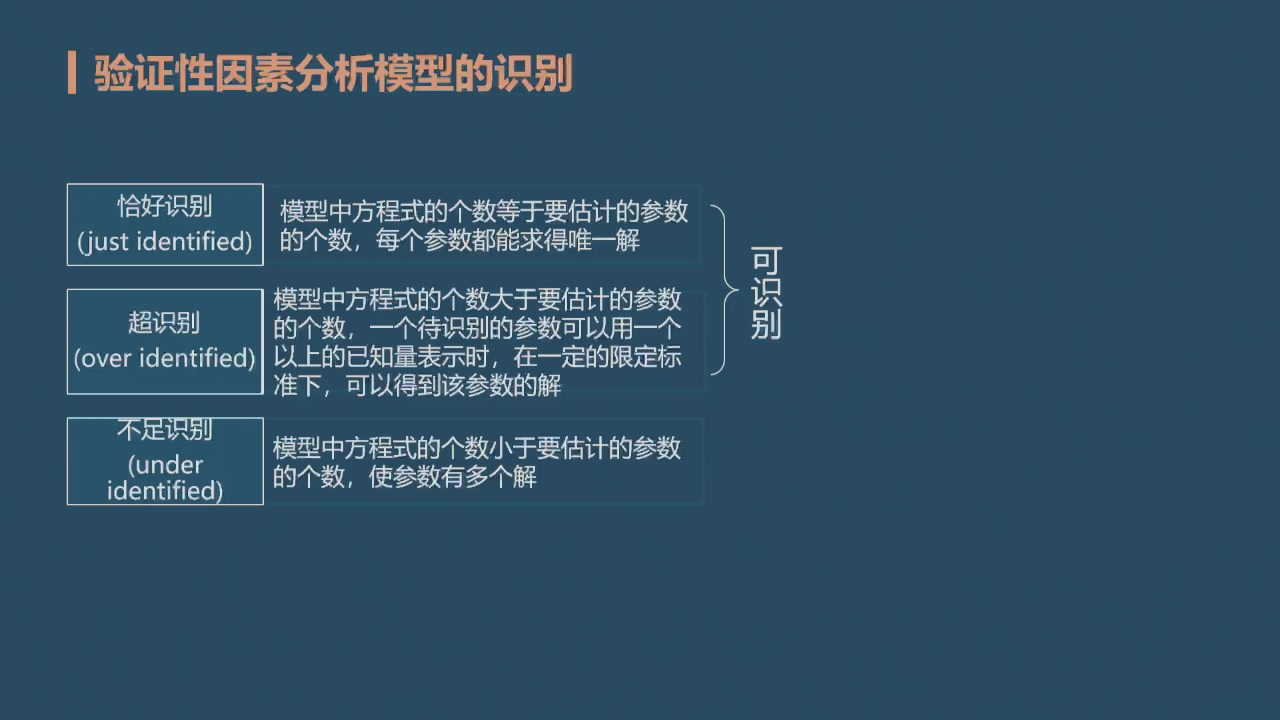 验证性因素分析模型的识别
恰好识别
(just identified)
模型中方程式的个数等于要估计的参数
的个数，每个参数都能求得唯一解
超识别
(over identified)
模型中方程式的个数大于要估计的参数
的个数，一个待识别的参数可以用一个
以上的已知量表示时，在一定的限定标
准下，可以得到该参数的解
可识别
不足识别
(under
identified)
模型中方程式的个数小于要估计的参数
的个数，使参数有多个解